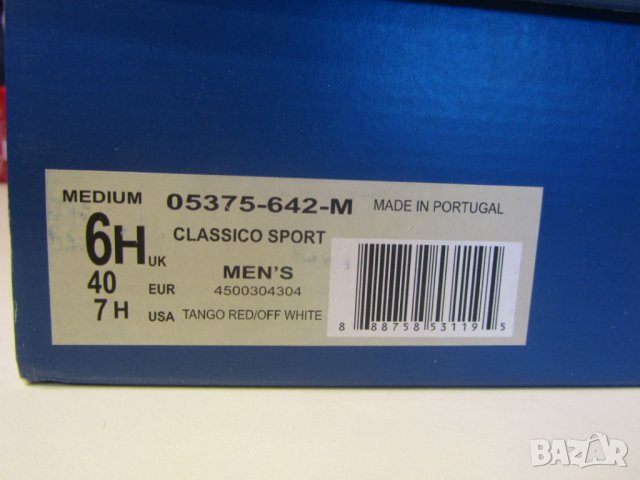 MEDIUM 05375-642-M MADE IN PORTUGAL
6H UK CLASSICO SPORT
40 EUR MEN'S
4500304304
7H USA TANGO RED/OFF WHITE
8 88758 53119 5
BAZAR